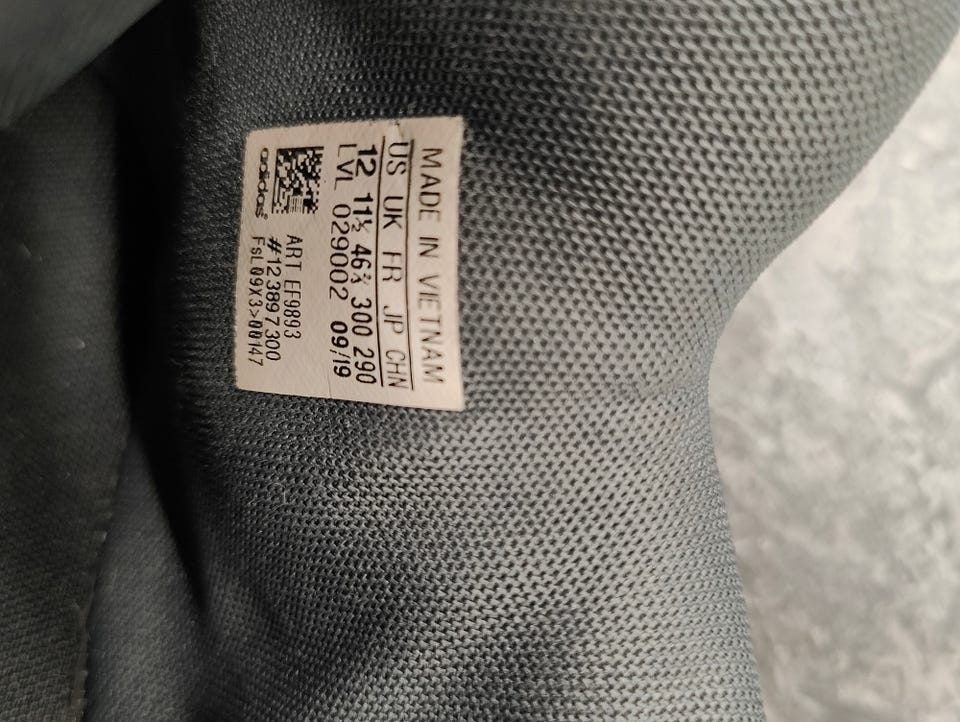 MADE IN VIETNAM
US UK FR JP CHN
12 11½ 46⅔ 300 290
LVL 029002 09/19
adidas®
ART EF9893
#123897300
FsL09X3>00147